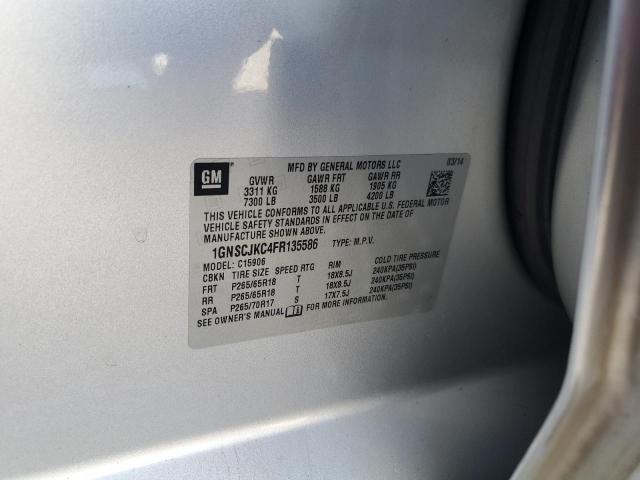 GM
MFD BY GENERAL MOTORS LLC 03/14
GVWR GAWR FRT GAWR RR
3311 KG 1588 KG 1905 KG
7300 LB 3500 LB 4200 LB
THIS VEHICLE CONFORMS TO ALL APPLICABLE U.S. FEDERAL MOTOR
VEHICLE SAFETY STANDARDS IN EFFECT ON THE DATE OF
MANUFACTURE SHOWN ABOVE.
1GNSCJKC4FR135586 TYPE: M.P.V.
MODEL: C15906
CBKN TIRE SIZE SPEED RTG RIM COLD TIRE PRESSURE
FRT P265/65R18 T 18X8.5J 240KPA(35PSI)
RR P265/65R18 T 18X8.5J 240KPA(35PSI)
SPA P265/70R17 S 17X7.5J 240KPA(35PSI)
SEE OWNER'S MANUAL FOR MORE INFORMATION.